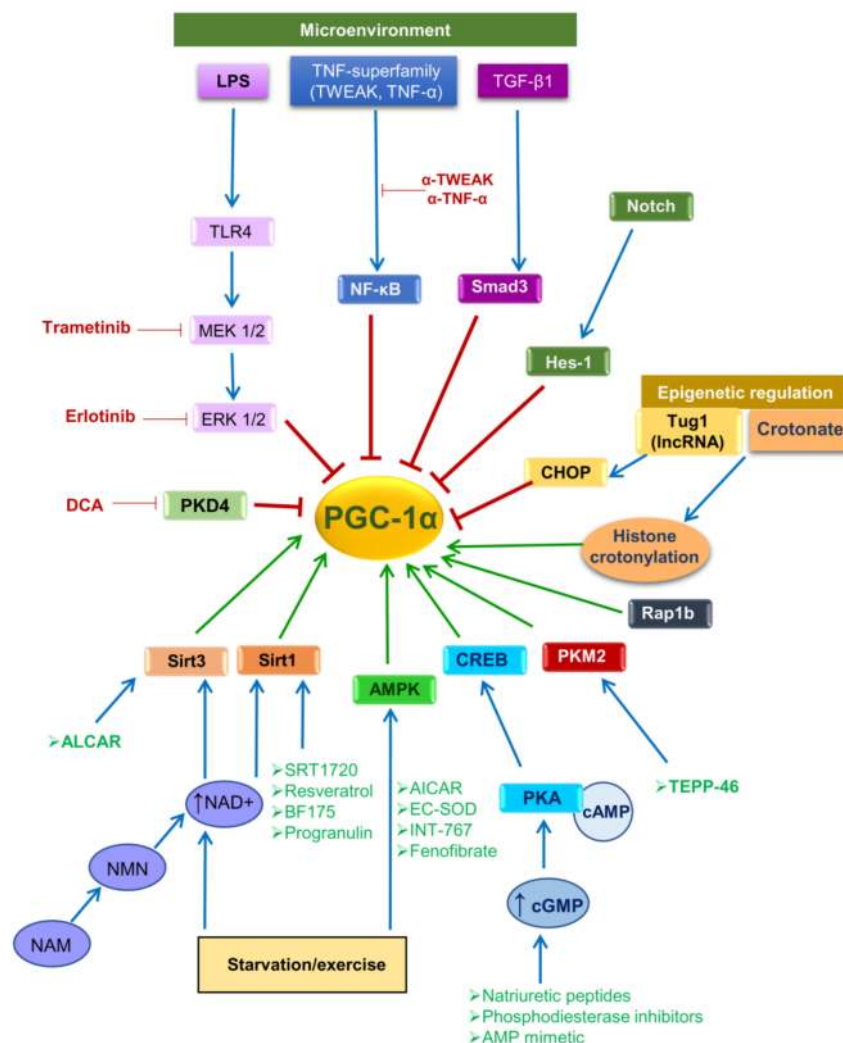 Microenvironment
LPS
TNF-superfamily
(TWEAK, TNF-α)
TGF-β1
α-TWEAK
α-TNF-α
Notch
TLR4
NF-κB
Smad3
Trametinib
MEK 1/2
Hes-1
Epigenetic regulation
Erlotinib
ERK 1/2
Tug1
(lncRNA)
Crotonate
CHOP
DCA
PKD4
PGC-1α
Histone
crotonylation
Rap1b
Sirt3
Sirt1
CREB
PKM2
AMPK
➢ALCAR
➢SRT1720
➢Resveratrol
➢BF175
➢Progranulin
➢AICAR
➢EC-SOD
➢INT-767
➢Fenofibrate
➢TEPP-46
↑NAD+
PKA
cAMP
NMN
↑ cGMP
NAM
Starvation/exercise
➢Natriuretic peptides
➢Phosphodiesterase inhibitors
➢AMP mimetic